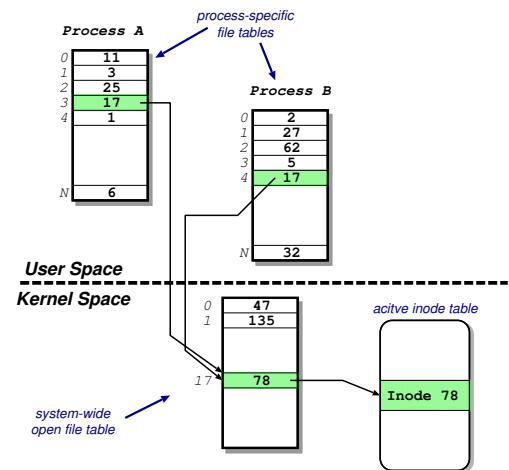 process-specific
file tables
Process A
0 11
1 3
2 25
3 17
4 1
N 6
Process B
0 2
1 27
2 62
3 5
4 17
N 32
User Space
Kernel Space
0 47
1 135
17 78
system-wide
open file table
acitve inode table
Inode 78